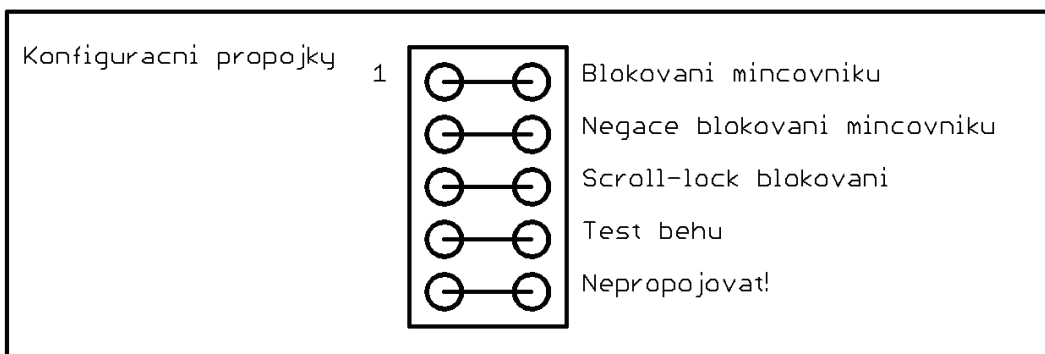 Konfiguracni propojky
1
Blokovani mincovniku
Negace blokovani mincovniku
Scroll-lock blokovani
Test behu
Nepropojovat!